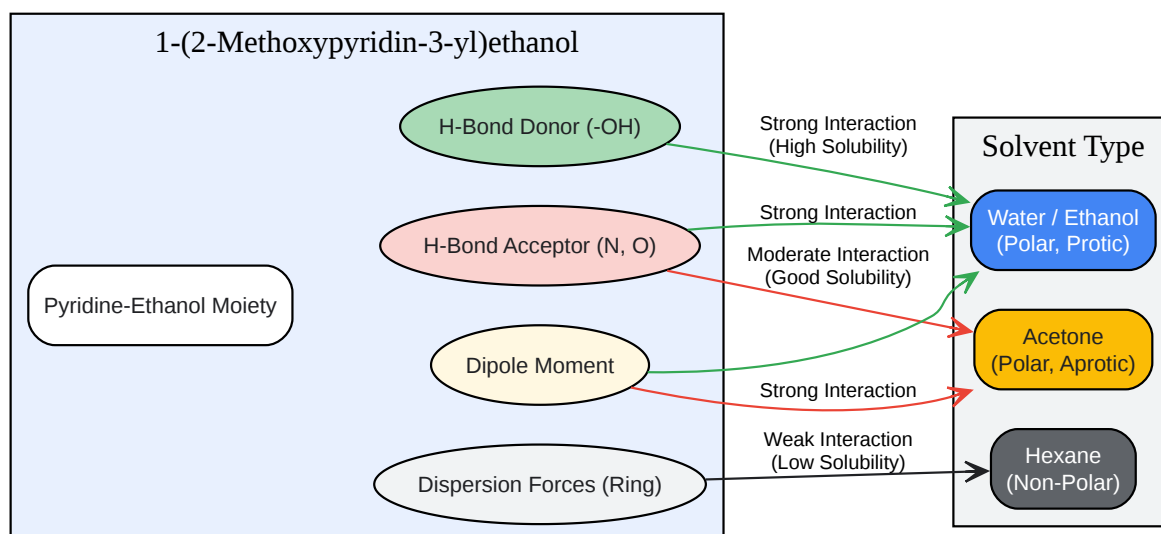 1-(2-Methoxypyridin-3-yl)ethanol
H-Bond Donor (-OH)
H-Bond Acceptor (N, O)
Pyridine-Ethanol Moiety
Dipole Moment
Dispersion Forces (Ring)
Strong Interaction
(High Solubility)
Strong Interaction
Moderate Interaction
(Good Solubility)
Strong Interaction
Weak Interaction
(Low Solubility)
Solvent Type
Water / Ethanol
(Polar, Protic)
Acetone
(Polar, Aprotic)
Hexane
(Non-Polar)